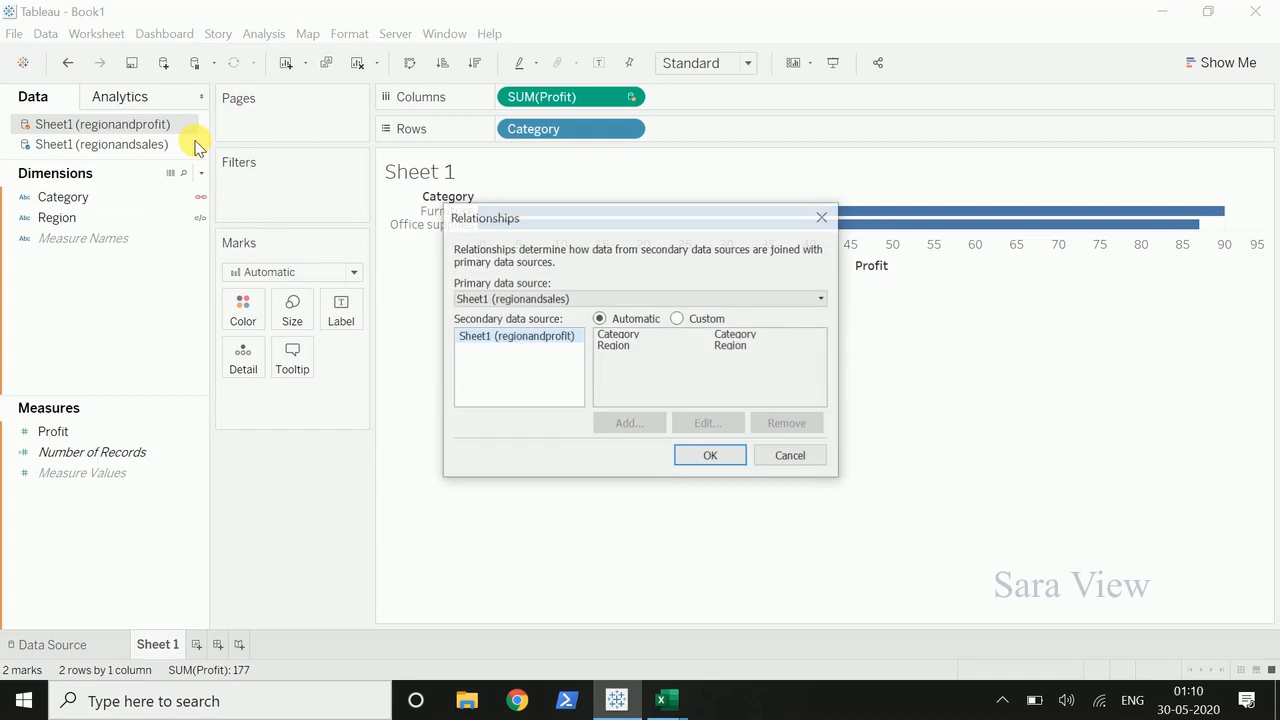 Tableau - Book1
File Data Worksheet Dashboard Story Analysis Map Format Server Window Help
Standard
Show Me
Data Analytics
Sheet1 (regionandprofit)
Sheet1 (regionandsales)
Dimensions
Abc Category
Abc Region
Abc Measure Names
Measures
Profit
Number of Records
Measure Values
Pages
Filters
Marks
Automatic
Color Size Label
Detail Tooltip
Columns SUM(Profit)
Rows Category
Sheet 1
Category
Furn
Office sup
45 50 55 60 65 70 75 80 85 90 95
Profit
Relationships
Relationships determine how data from secondary data sources are joined with
primary data sources.
Primary data source:
Sheet1 (regionandsales)
Secondary data source: Automatic Custom
Sheet1 (regionandprofit)
Category Category
Region Region
Add... Edit... Remove
OK Cancel
Sara View
Data Source Sheet 1
2 marks 2 rows by 1 column SUM(Profit): 177
Type here to search
ENG
01:10
30-05-2020